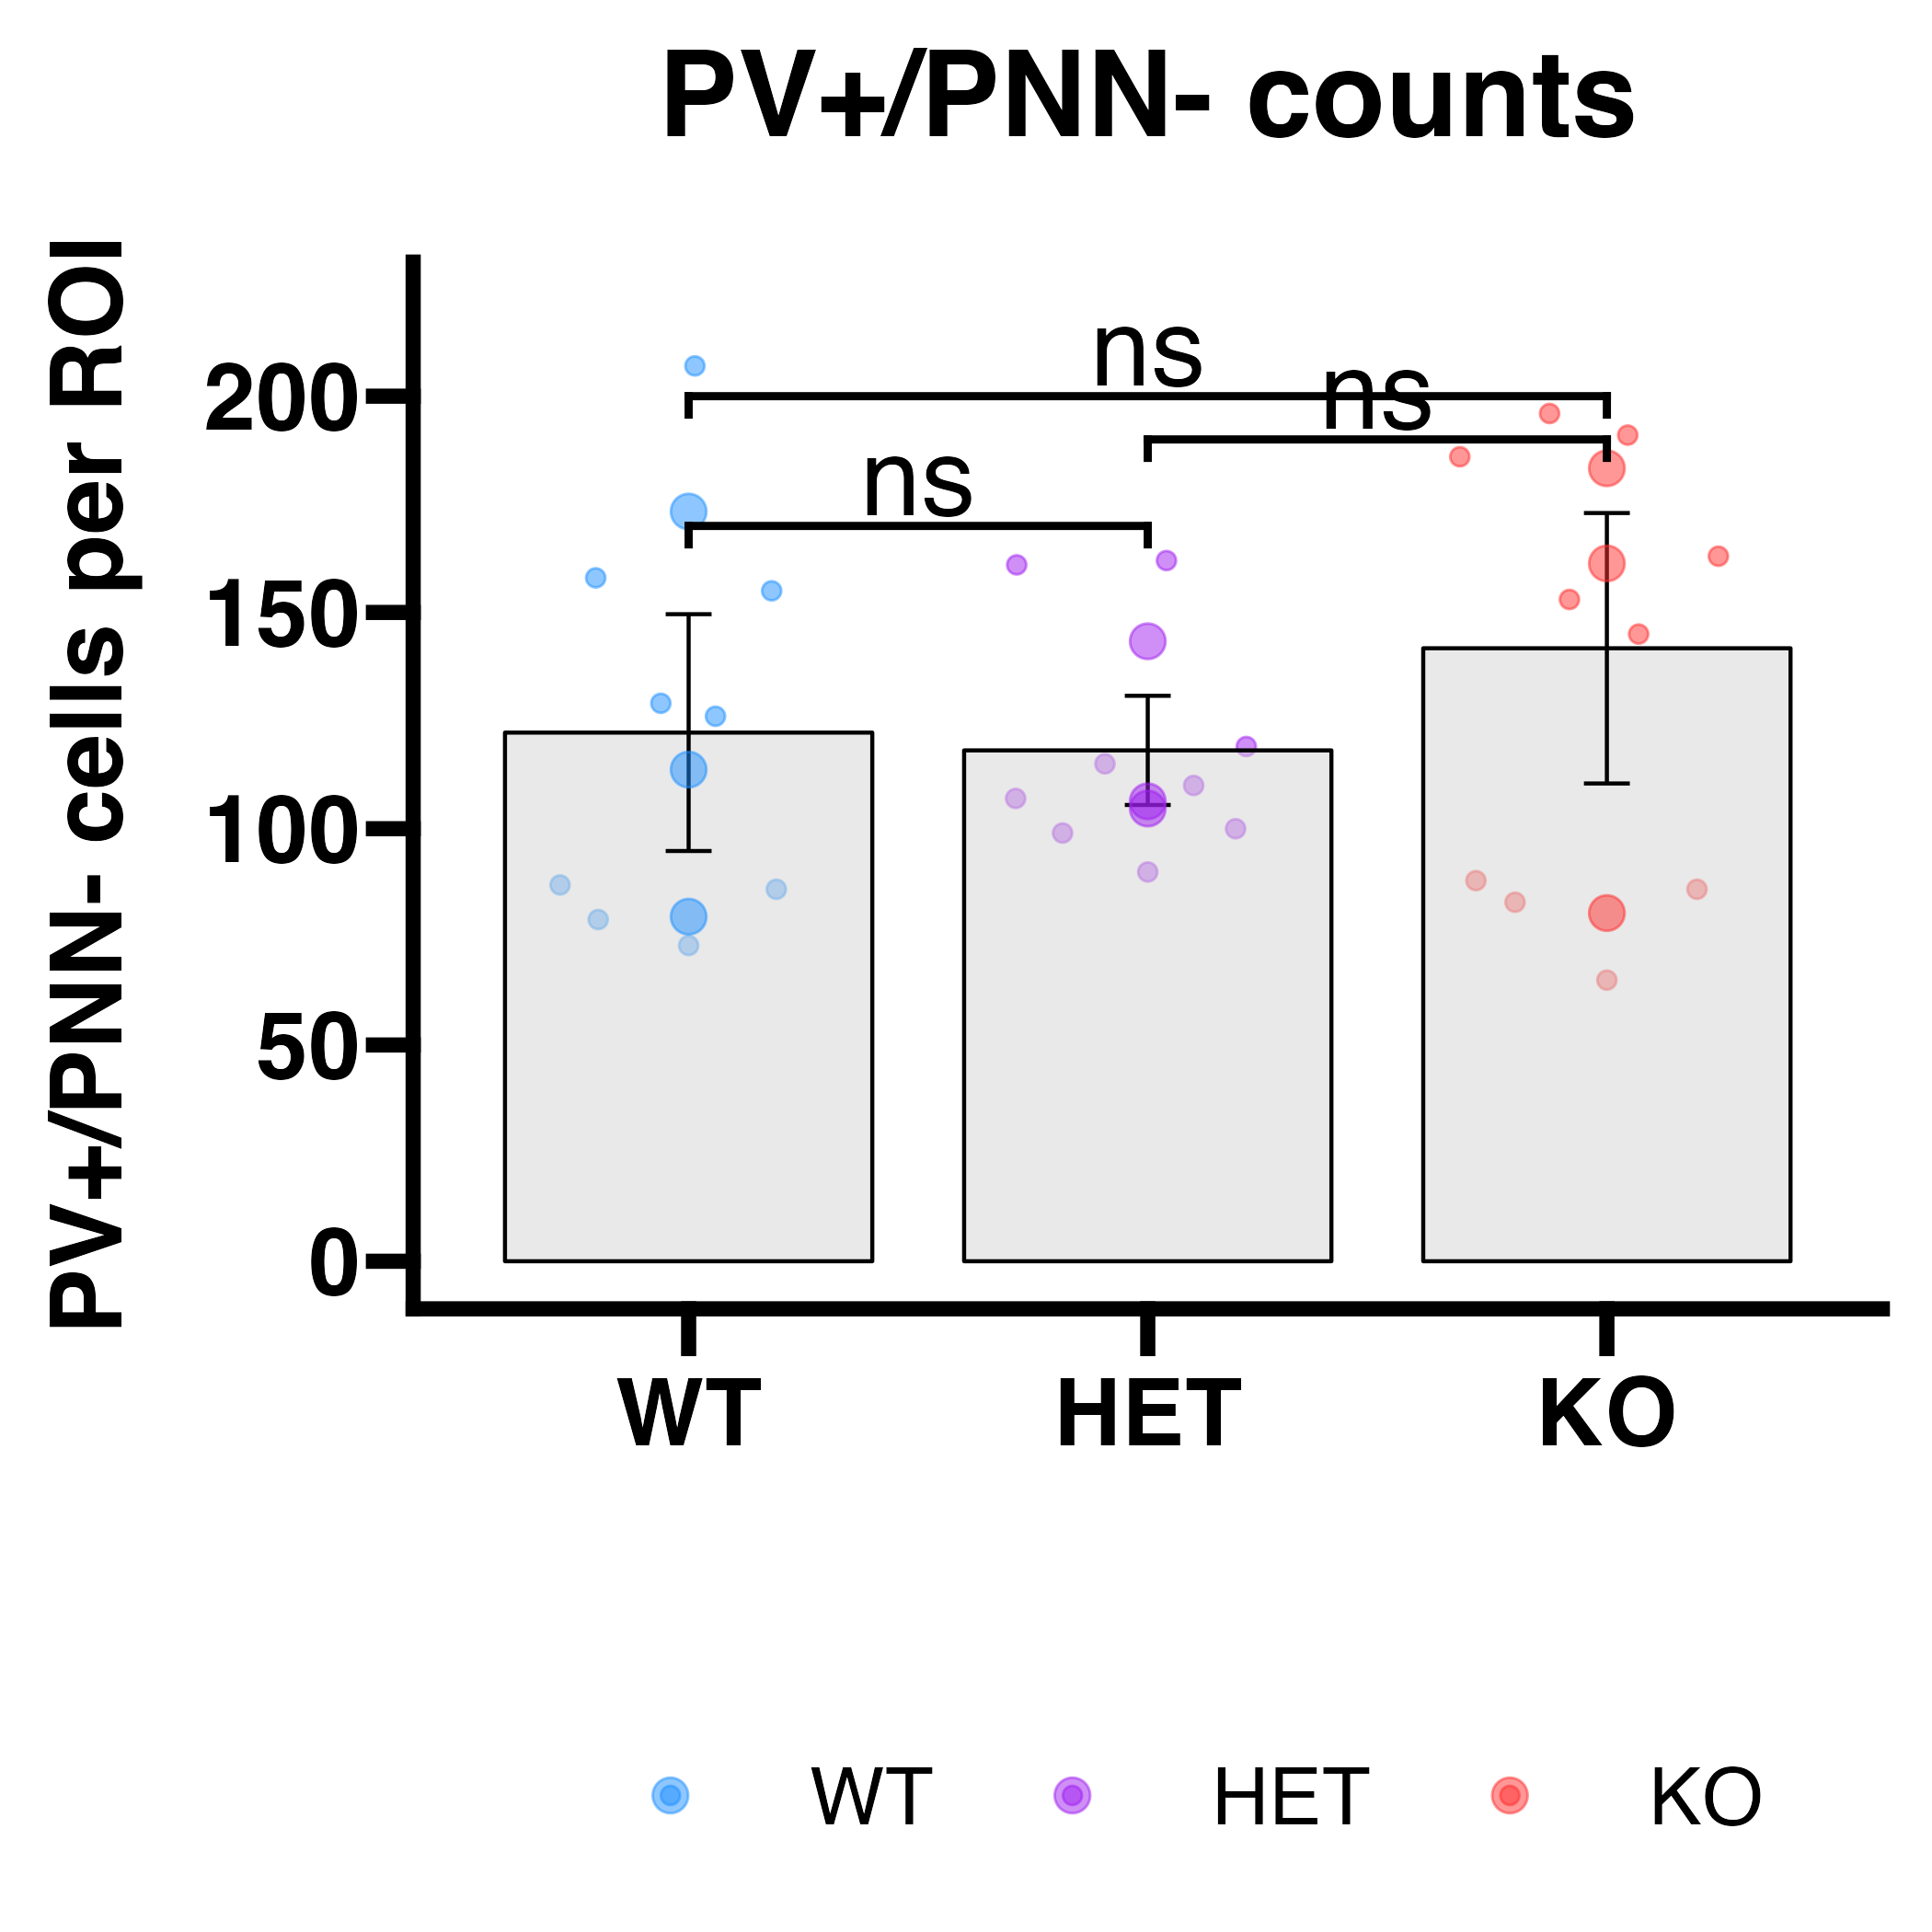 PV+/PNN- counts
PV+/PNN- cells per ROI
200
150
100
50
0
ns
ns
ns
WT
HET
KO
WT
HET
KO